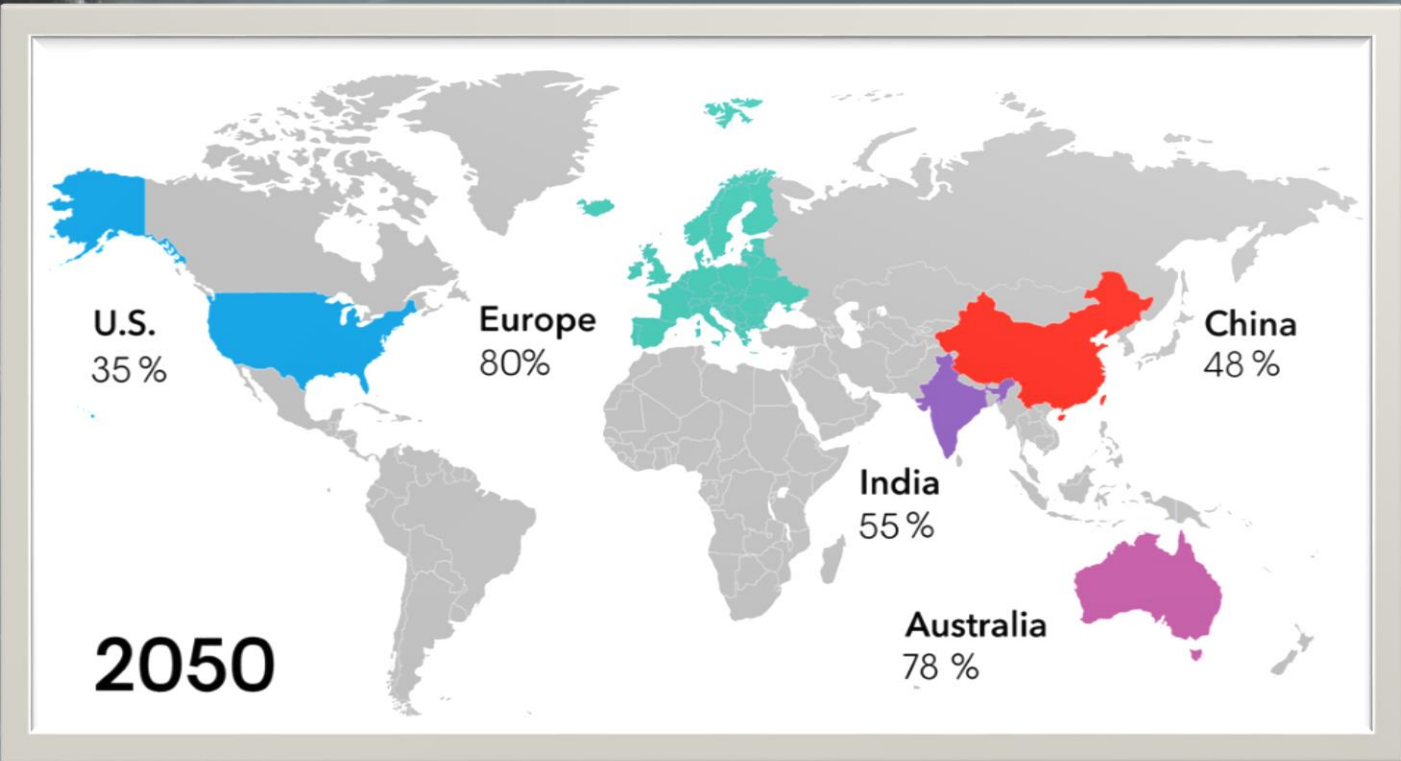 U.S.
35 %
Europe
80%
China
48 %
India
55 %
Australia
78 %
2050